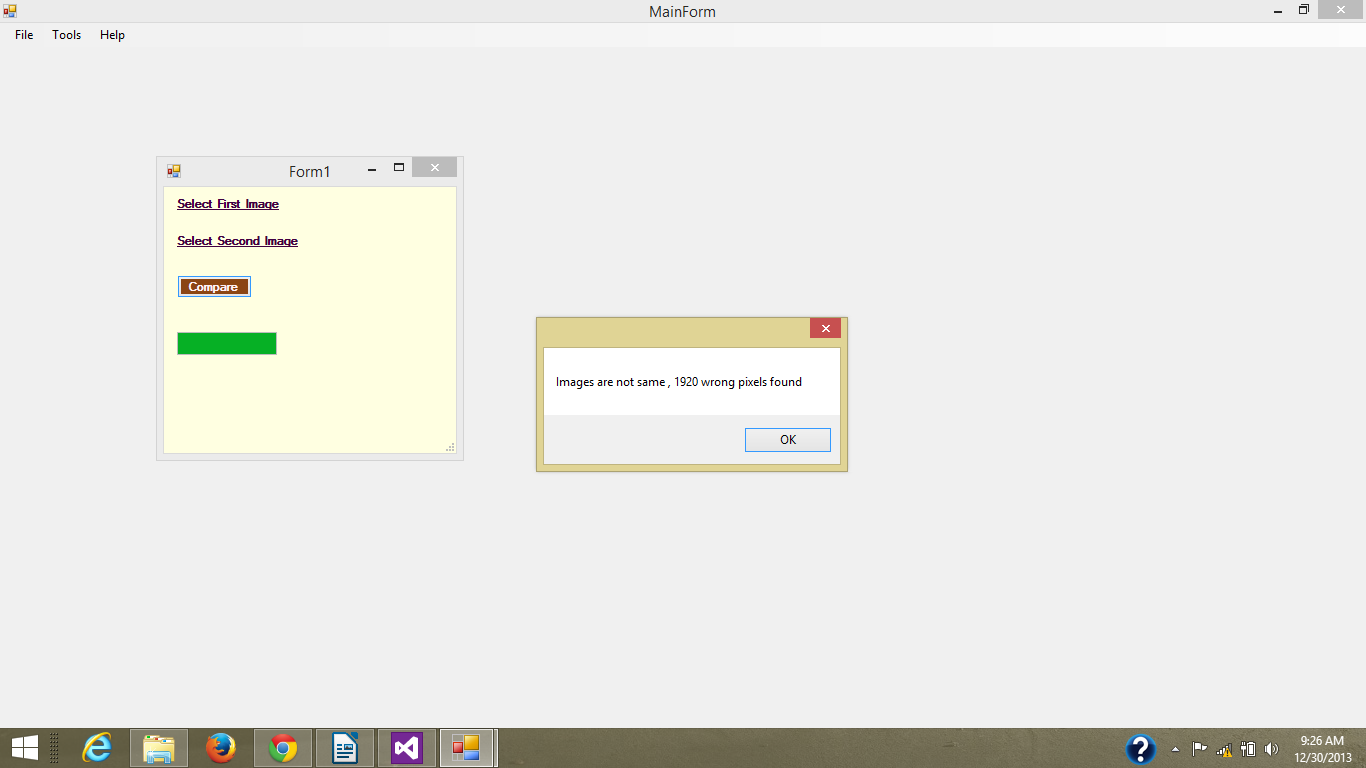 MainForm
File Tools Help
Form1
Select First Image
Select Second Image
Compare
Images are not same , 1920 wrong pixels found
OK
9:26 AM
12/30/2013